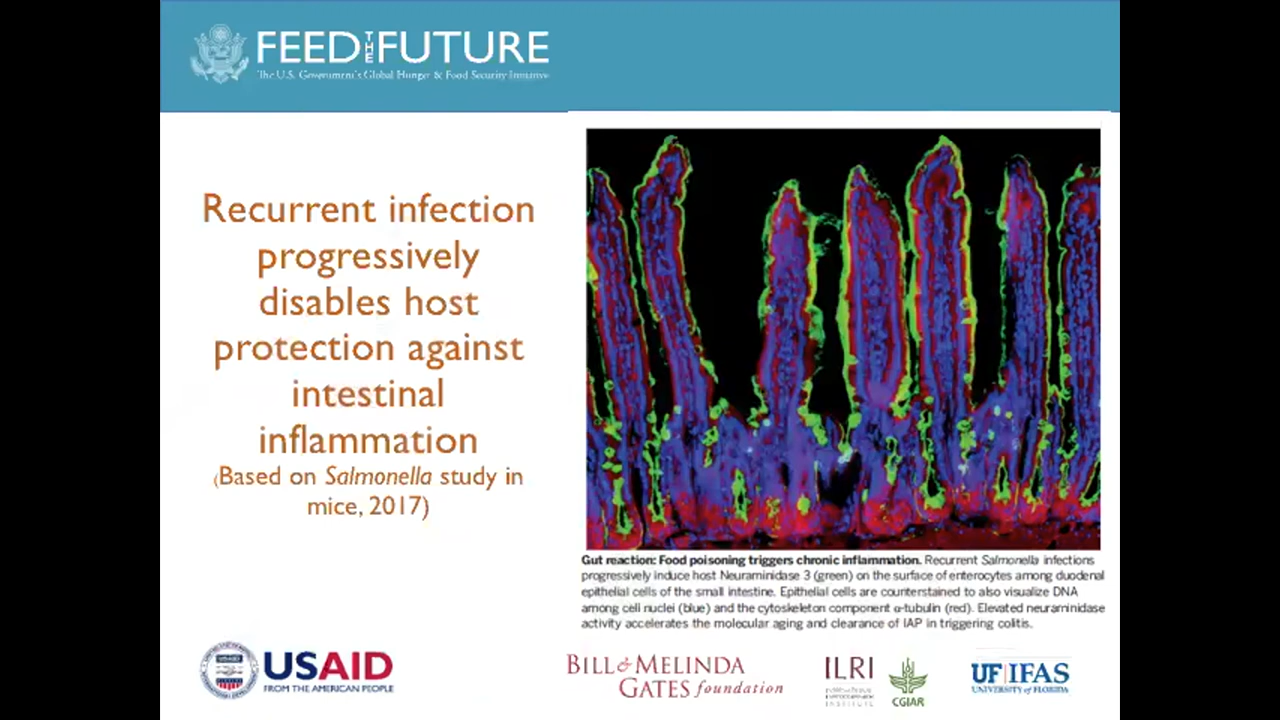 FEED THE FUTURE
The U.S. Government's Global Hunger & Food Security Initiative
Recurrent infection
progressively
disables host
protection against
intestinal
inflammation
(Based on Salmonella study in
mice, 2017)
Gut reaction: Food poisoning triggers chronic inflammation. Recurrent Salmonella infections
progressively induce host Neuraminidase 3 (green) on the surface of enterocytes among duodenal
epithelial cells of the small intestine. Epithelial cells are counterstained to also visualize DNA
among cell nuclei (blue) and the cytoskeleton component α-tubulin (red). Elevated neuraminidase
activity accelerates the molecular aging and clearance of IAP in triggering colitis.
USAID
FROM THE AMERICAN PEOPLE
BILL & MELINDA
GATES foundation
ILRI
INTERNATIONAL
LIVESTOCK RESEARCH
INSTITUTE
CGIAR
UF|IFAS
UNIVERSITY of FLORIDA